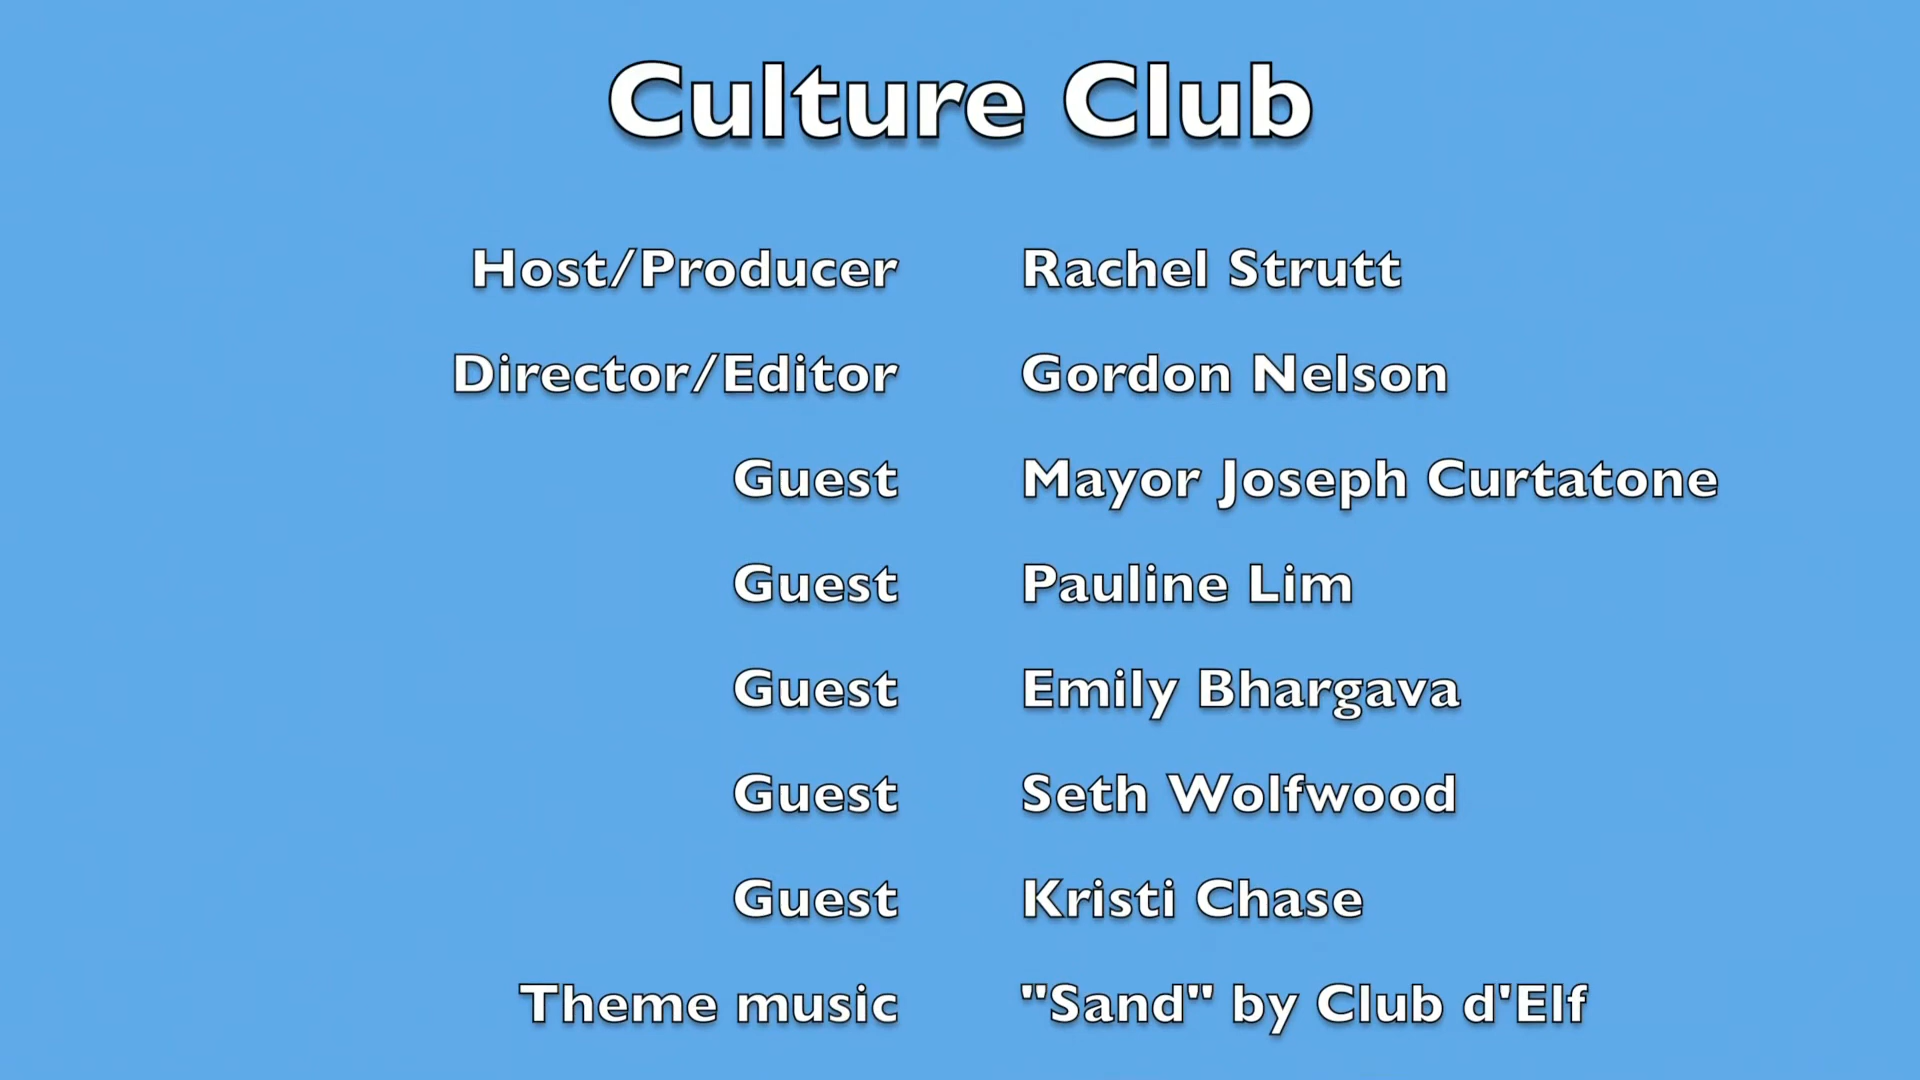 Culture Club
Host/Producer Rachel Strutt
Director/Editor Gordon Nelson
Guest Mayor Joseph Curtatone
Guest Pauline Lim
Guest Emily Bhargava
Guest Seth Wolfwood
Guest Kristi Chase
Theme music "Sand" by Club d'Elf